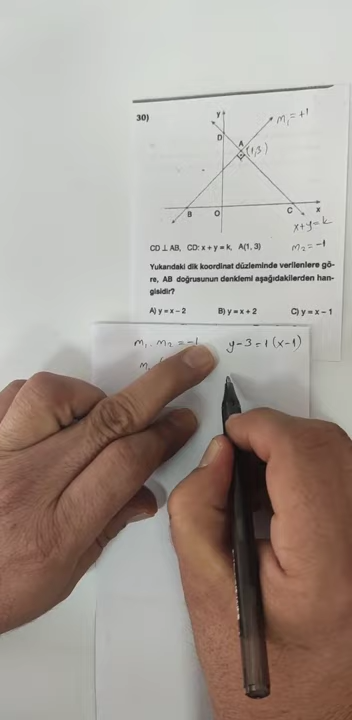 30)
y
m₁ = +1
D
A
(1,3)
B
O
C
x
x+y=k
CD ⊥ AB, CD: x + y = k, A(1, 3)
m₂ = -1
Yukarıdaki dik koordinat düzleminde verilenlere gö-
re, AB doğrusunun denklemi aşağıdakilerden han-
gisidir?
A) y = x – 2 B) y = x + 2 C) y = x – 1
m₁ . m₂ = -1 y-3 = 1(x-1)
m₁